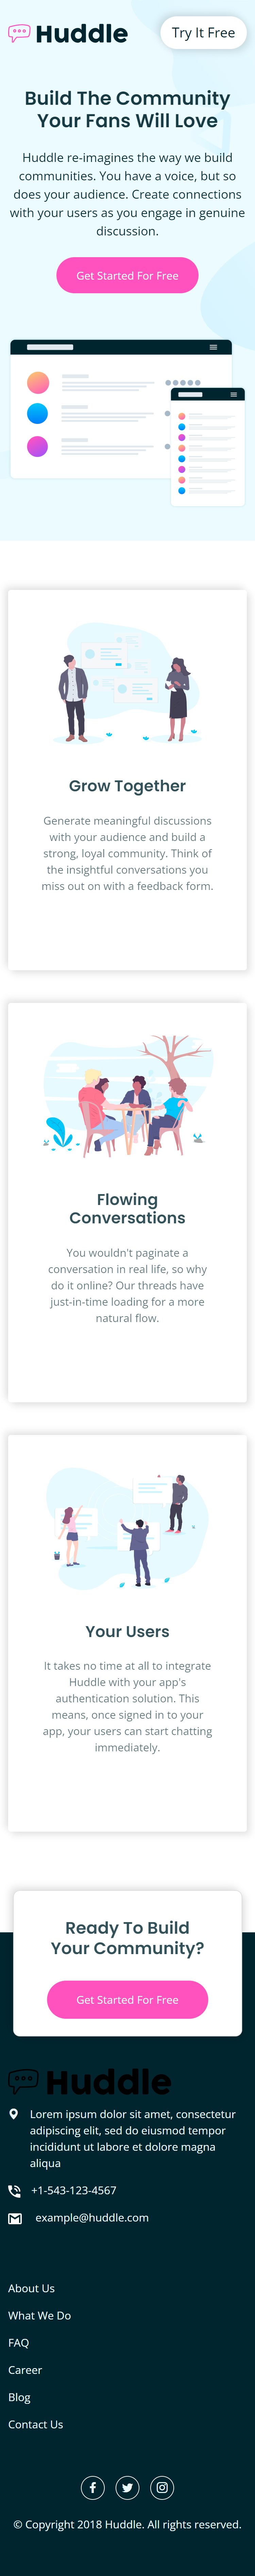 Huddle
Try It Free
Build The Community
Your Fans Will Love
Huddle re-imagines the way we build
communities. You have a voice, but so
does your audience. Create connections
with your users as you engage in genuine
discussion.
Get Started For Free
Grow Together
Generate meaningful discussions
with your audience and build a
strong, loyal community. Think of
the insightful conversations you
miss out on with a feedback form.
Flowing
Conversations
You wouldn't paginate a
conversation in real life, so why
do it online? Our threads have
just-in-time loading for a more
natural flow.
Your Users
It takes no time at all to integrate
Huddle with your app's
authentication solution. This
means, once signed in to your
app, your users can start chatting
immediately.
Ready To Build
Your Community?
Get Started For Free
Huddle
Lorem ipsum dolor sit amet, consectetur
adipiscing elit, sed do eiusmod tempor
incididunt ut labore et dolore magna
aliqua
+1-543-123-4567
example@huddle.com
About Us
What We Do
FAQ
Career
Blog
Contact Us
© Copyright 2018 Huddle. All rights reserved.